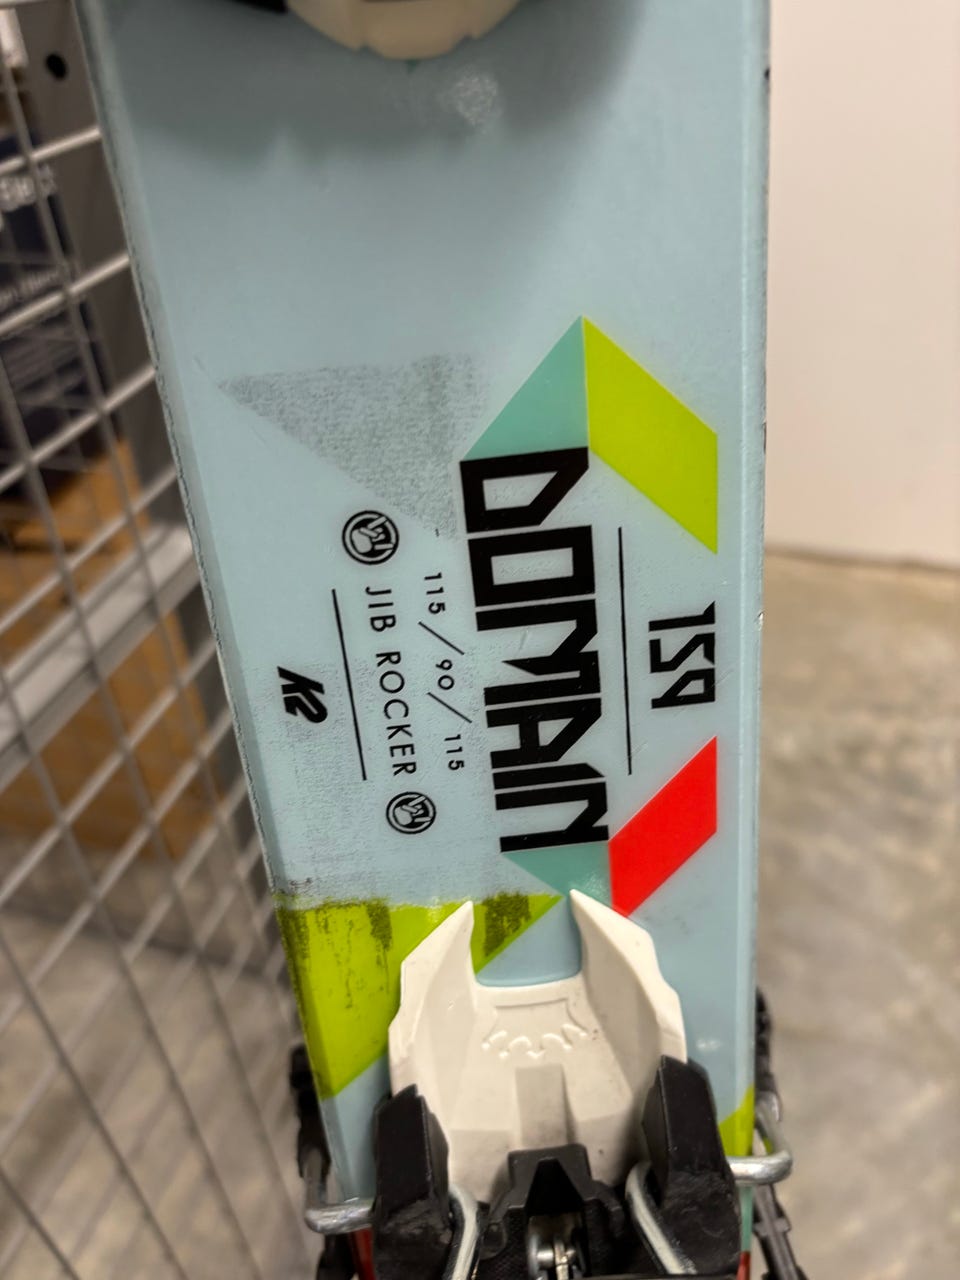 159
DOMAIN
115/90/115
JIB ROCKER
K2